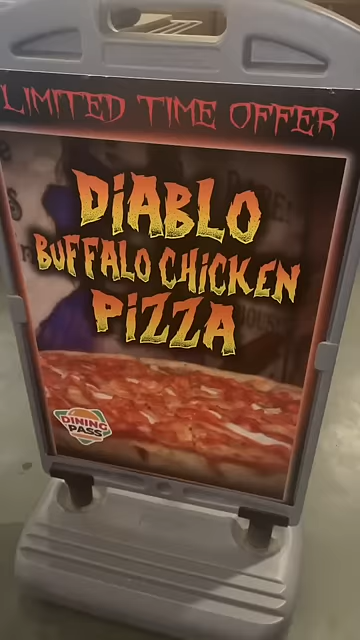 LIMITED TIME OFFER
DiABLO
BUFFALO CHiCKEN
PiZZA
DINING
PASS